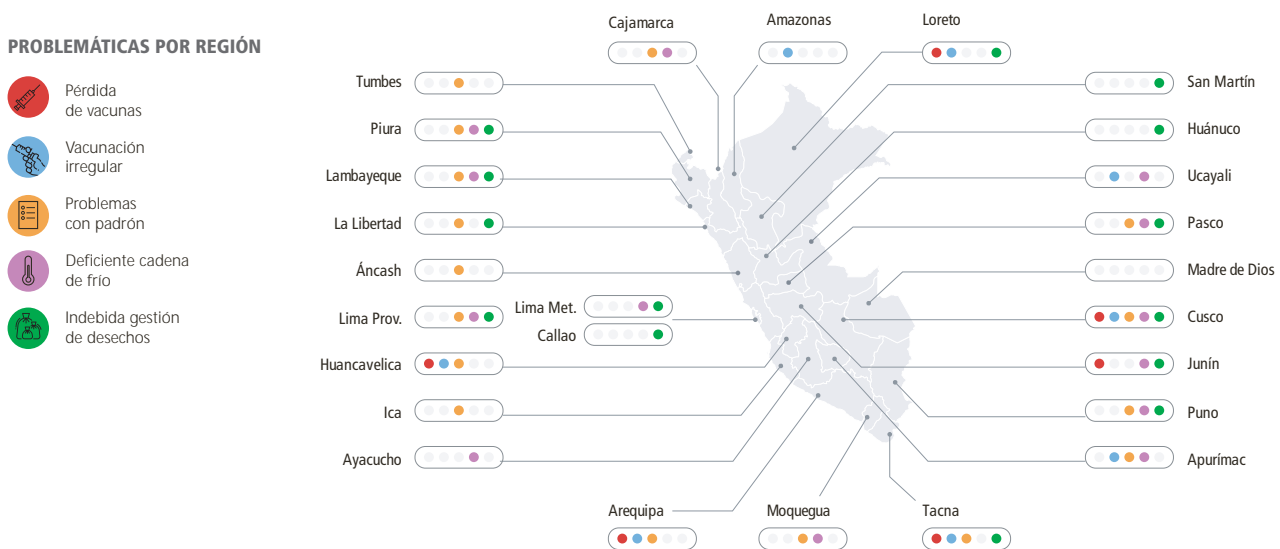 PROBLEMÁTICAS POR REGIÓN
Pérdida
de vacunas
Vacunación
irregular
Problemas
con padrón
Deficiente cadena
de frío
Indebida gestión
de desechos
Cajamarca
Amazonas
Loreto
Tumbes
Piura
Lambayeque
La Libertad
Áncash
Lima Prov.
Huancavelica
Ica
Ayacucho
Lima Met.
Callao
San Martín
Huánuco
Ucayali
Pasco
Madre de Dios
Cusco
Junín
Puno
Apurímac
Arequipa
Moquegua
Tacna